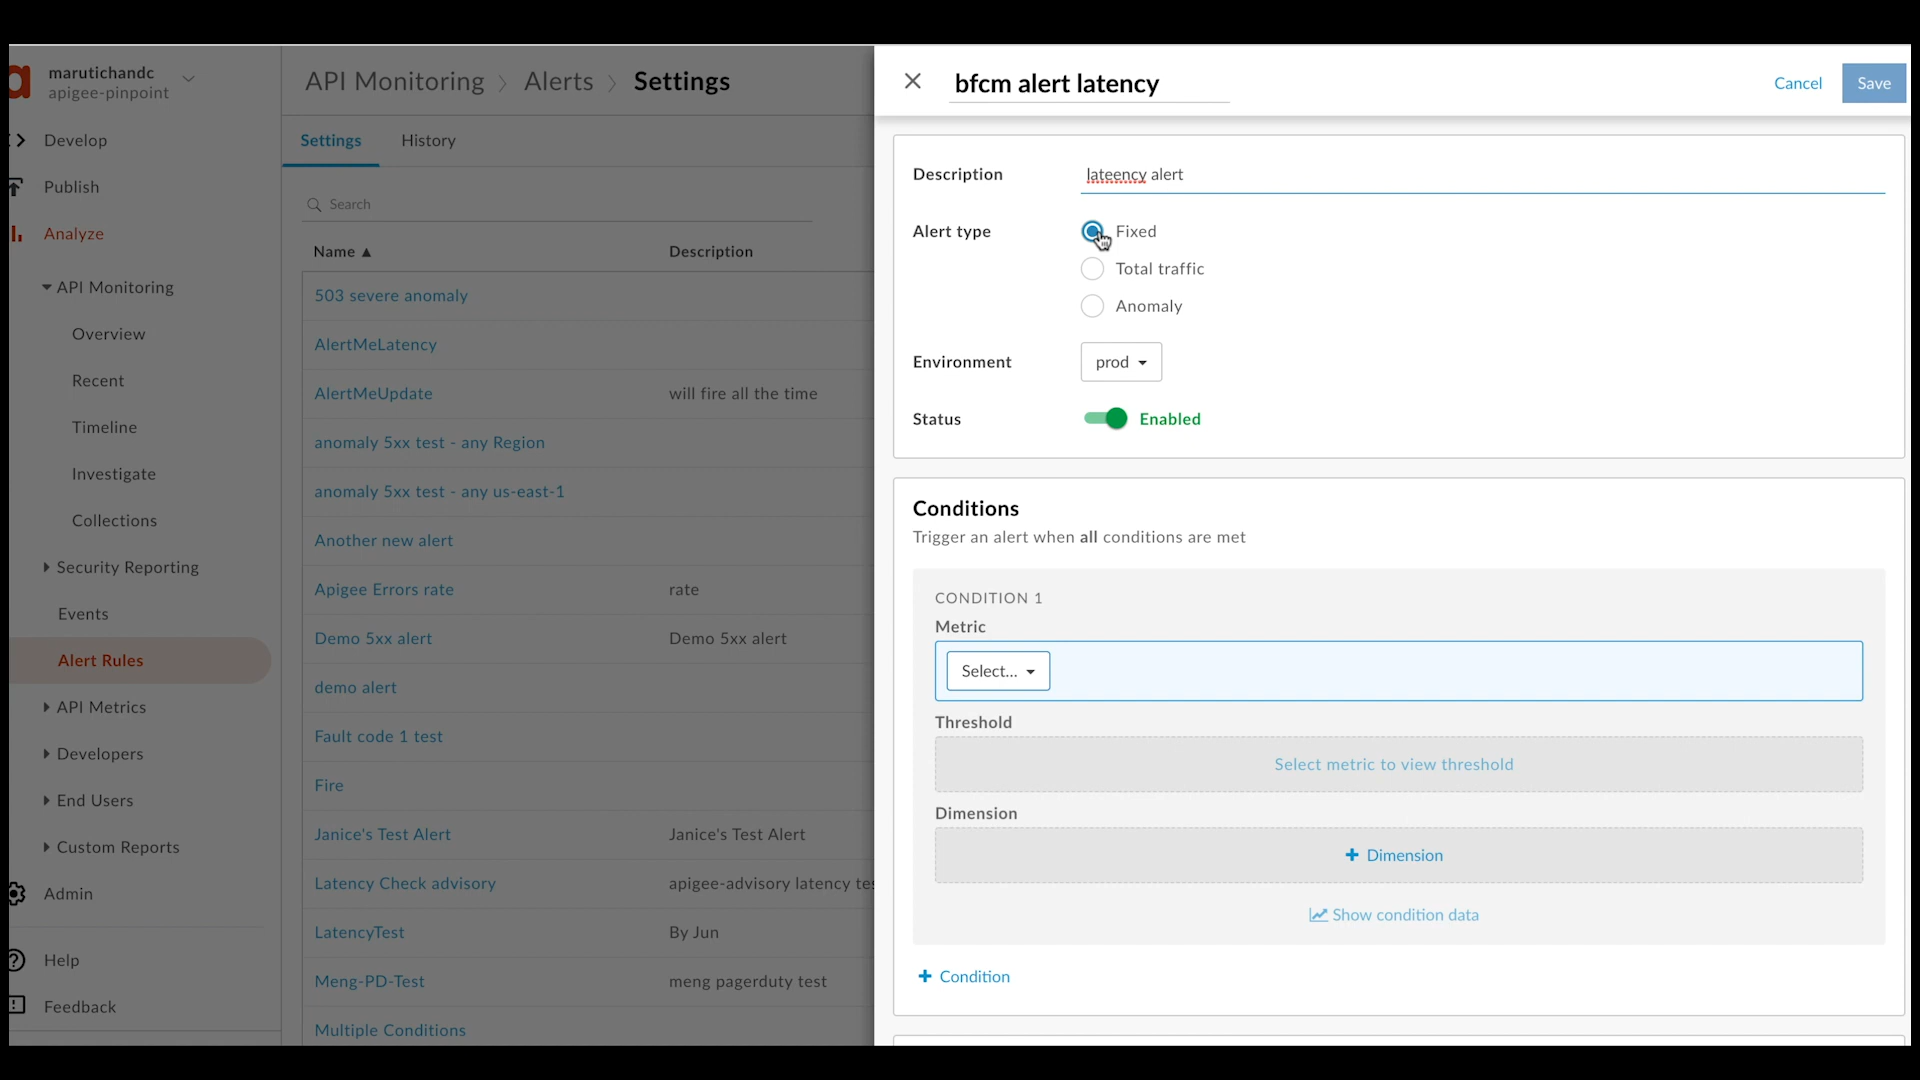 marutichandc
apigee-pinpoint
Develop
Publish
Analyze
API Monitoring
Overview
Recent
Timeline
Investigate
Collections
Security Reporting
Events
Alert Rules
API Metrics
Developers
End Users
Custom Reports
Admin
Help
Feedback
API Monitoring > Alerts > Settings
Settings History
Search
Name ▲ Description
503 severe anomaly
AlertMeLatency
AlertMeUpdate will fire all the time
anomaly 5xx test - any Region
anomaly 5xx test - any us-east-1
Another new alert
Apigee Errors rate rate
Demo 5xx alert Demo 5xx alert
demo alert
Fault code 1 test
Fire
Janice's Test Alert Janice's Test Alert
Latency Check advisory apigee-advisory latency
LatencyTest By Jun
Meng-PD-Test meng pagerduty test
Multiple Conditions
bfcm alert latency
Cancel Save
Description lateency alert
Alert type Fixed
Total traffic
Anomaly
Environment prod
Status Enabled
Conditions
Trigger an alert when all conditions are met
CONDITION 1
Metric
Select...
Threshold
Select metric to view threshold
Dimension
+ Dimension
Show condition data
+ Condition